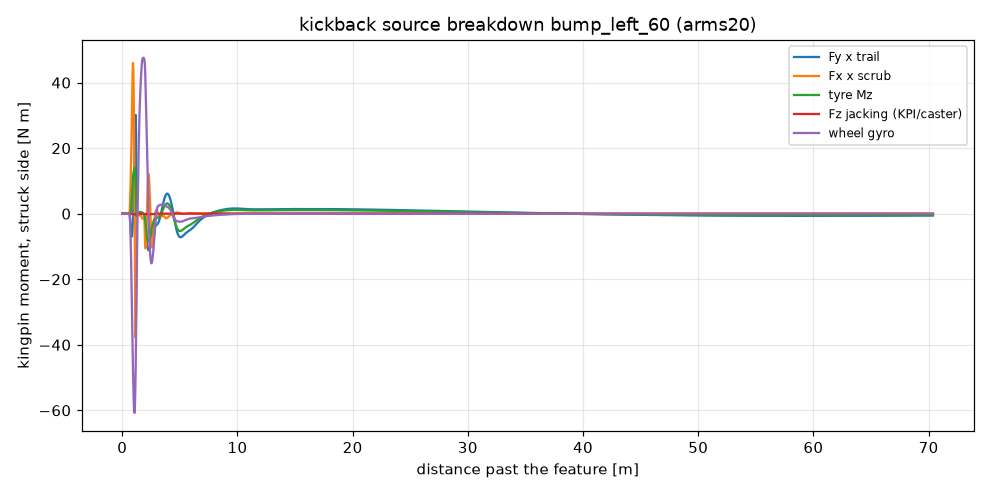 kickback source breakdown bump_left_60 (arms20)
Fy x trail
Fx x scrub
tyre Mz
Fz jacking (KPI/caster)
wheel gyro
kingpin moment, struck side [N m]
40
20
0
−20
−40
−60
0 10 20 30 40 50 60 70
distance past the feature [m]